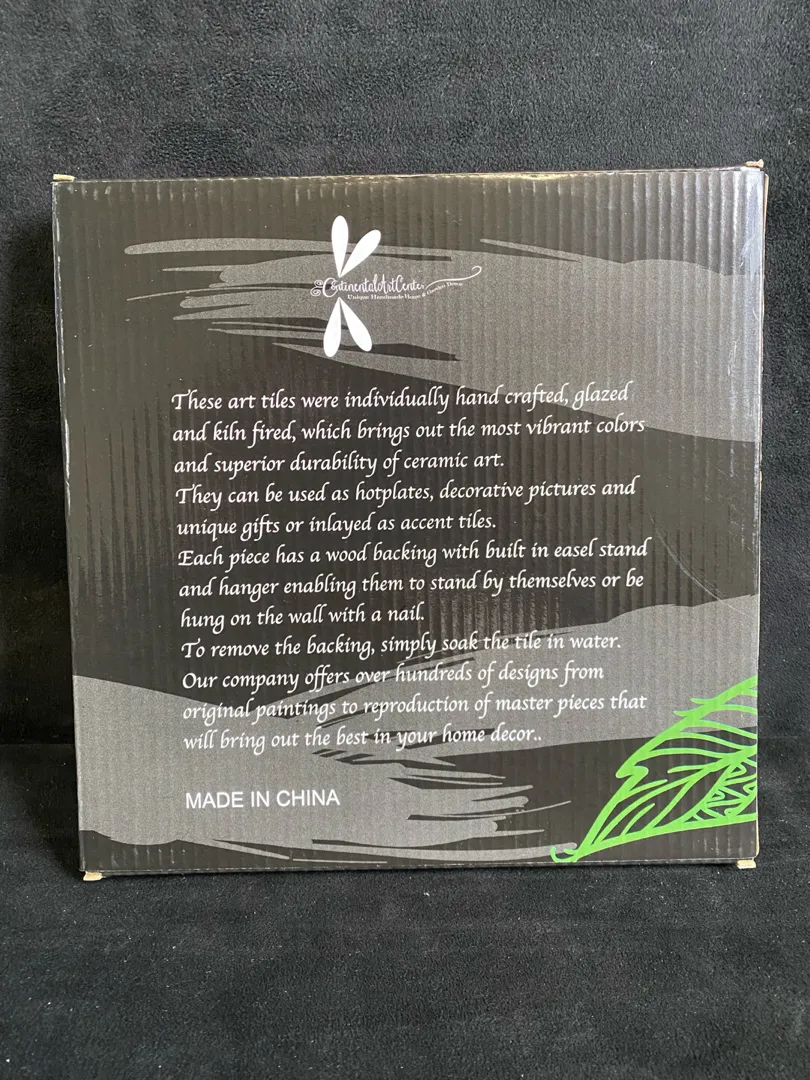 ContinentalArtCenter
Unique Handmade Home & Garden Decor
These art tiles were individually hand crafted, glazed
and kiln fired, which brings out the most vibrant colors
and superior durability of ceramic art.
They can be used as hotplates, decorative pictures and
unique gifts or inlayed as accent tiles.
Each piece has a wood backing with built in easel stand
and hanger enabling them to stand by themselves or be
hung on the wall with a nail.
To remove the backing, simply soak the tile in water.
Our company offers over hundreds of designs from
original paintings to reproduction of master pieces that
will bring out the best in your home decor..
MADE IN CHINA